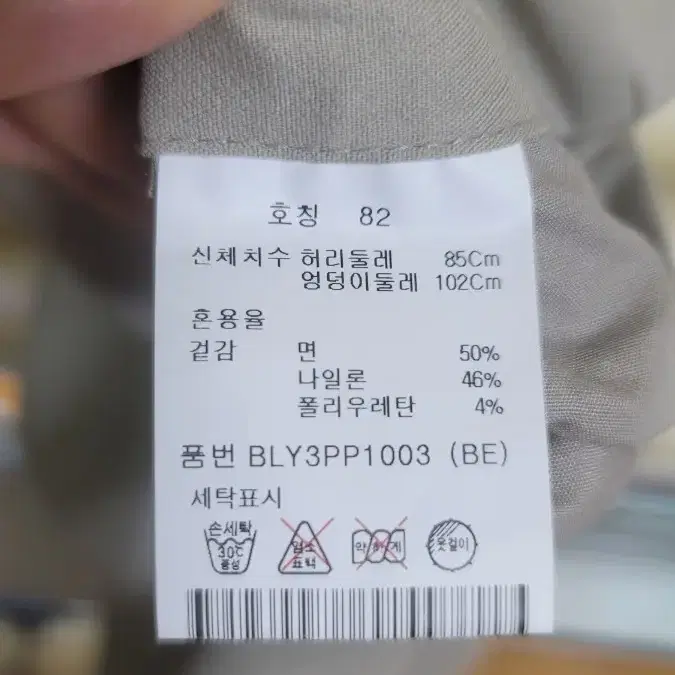 호칭 82
신체치수 허리둘레 85Cm
엉덩이둘레 102Cm
혼용율
겉감 면 50%
나일론 46%
폴리우레탄 4%
품번 BLY3PP1003 (BE)
세탁표시
손세탁 30℃ 중성
염소 표백
약하게
옷걸이